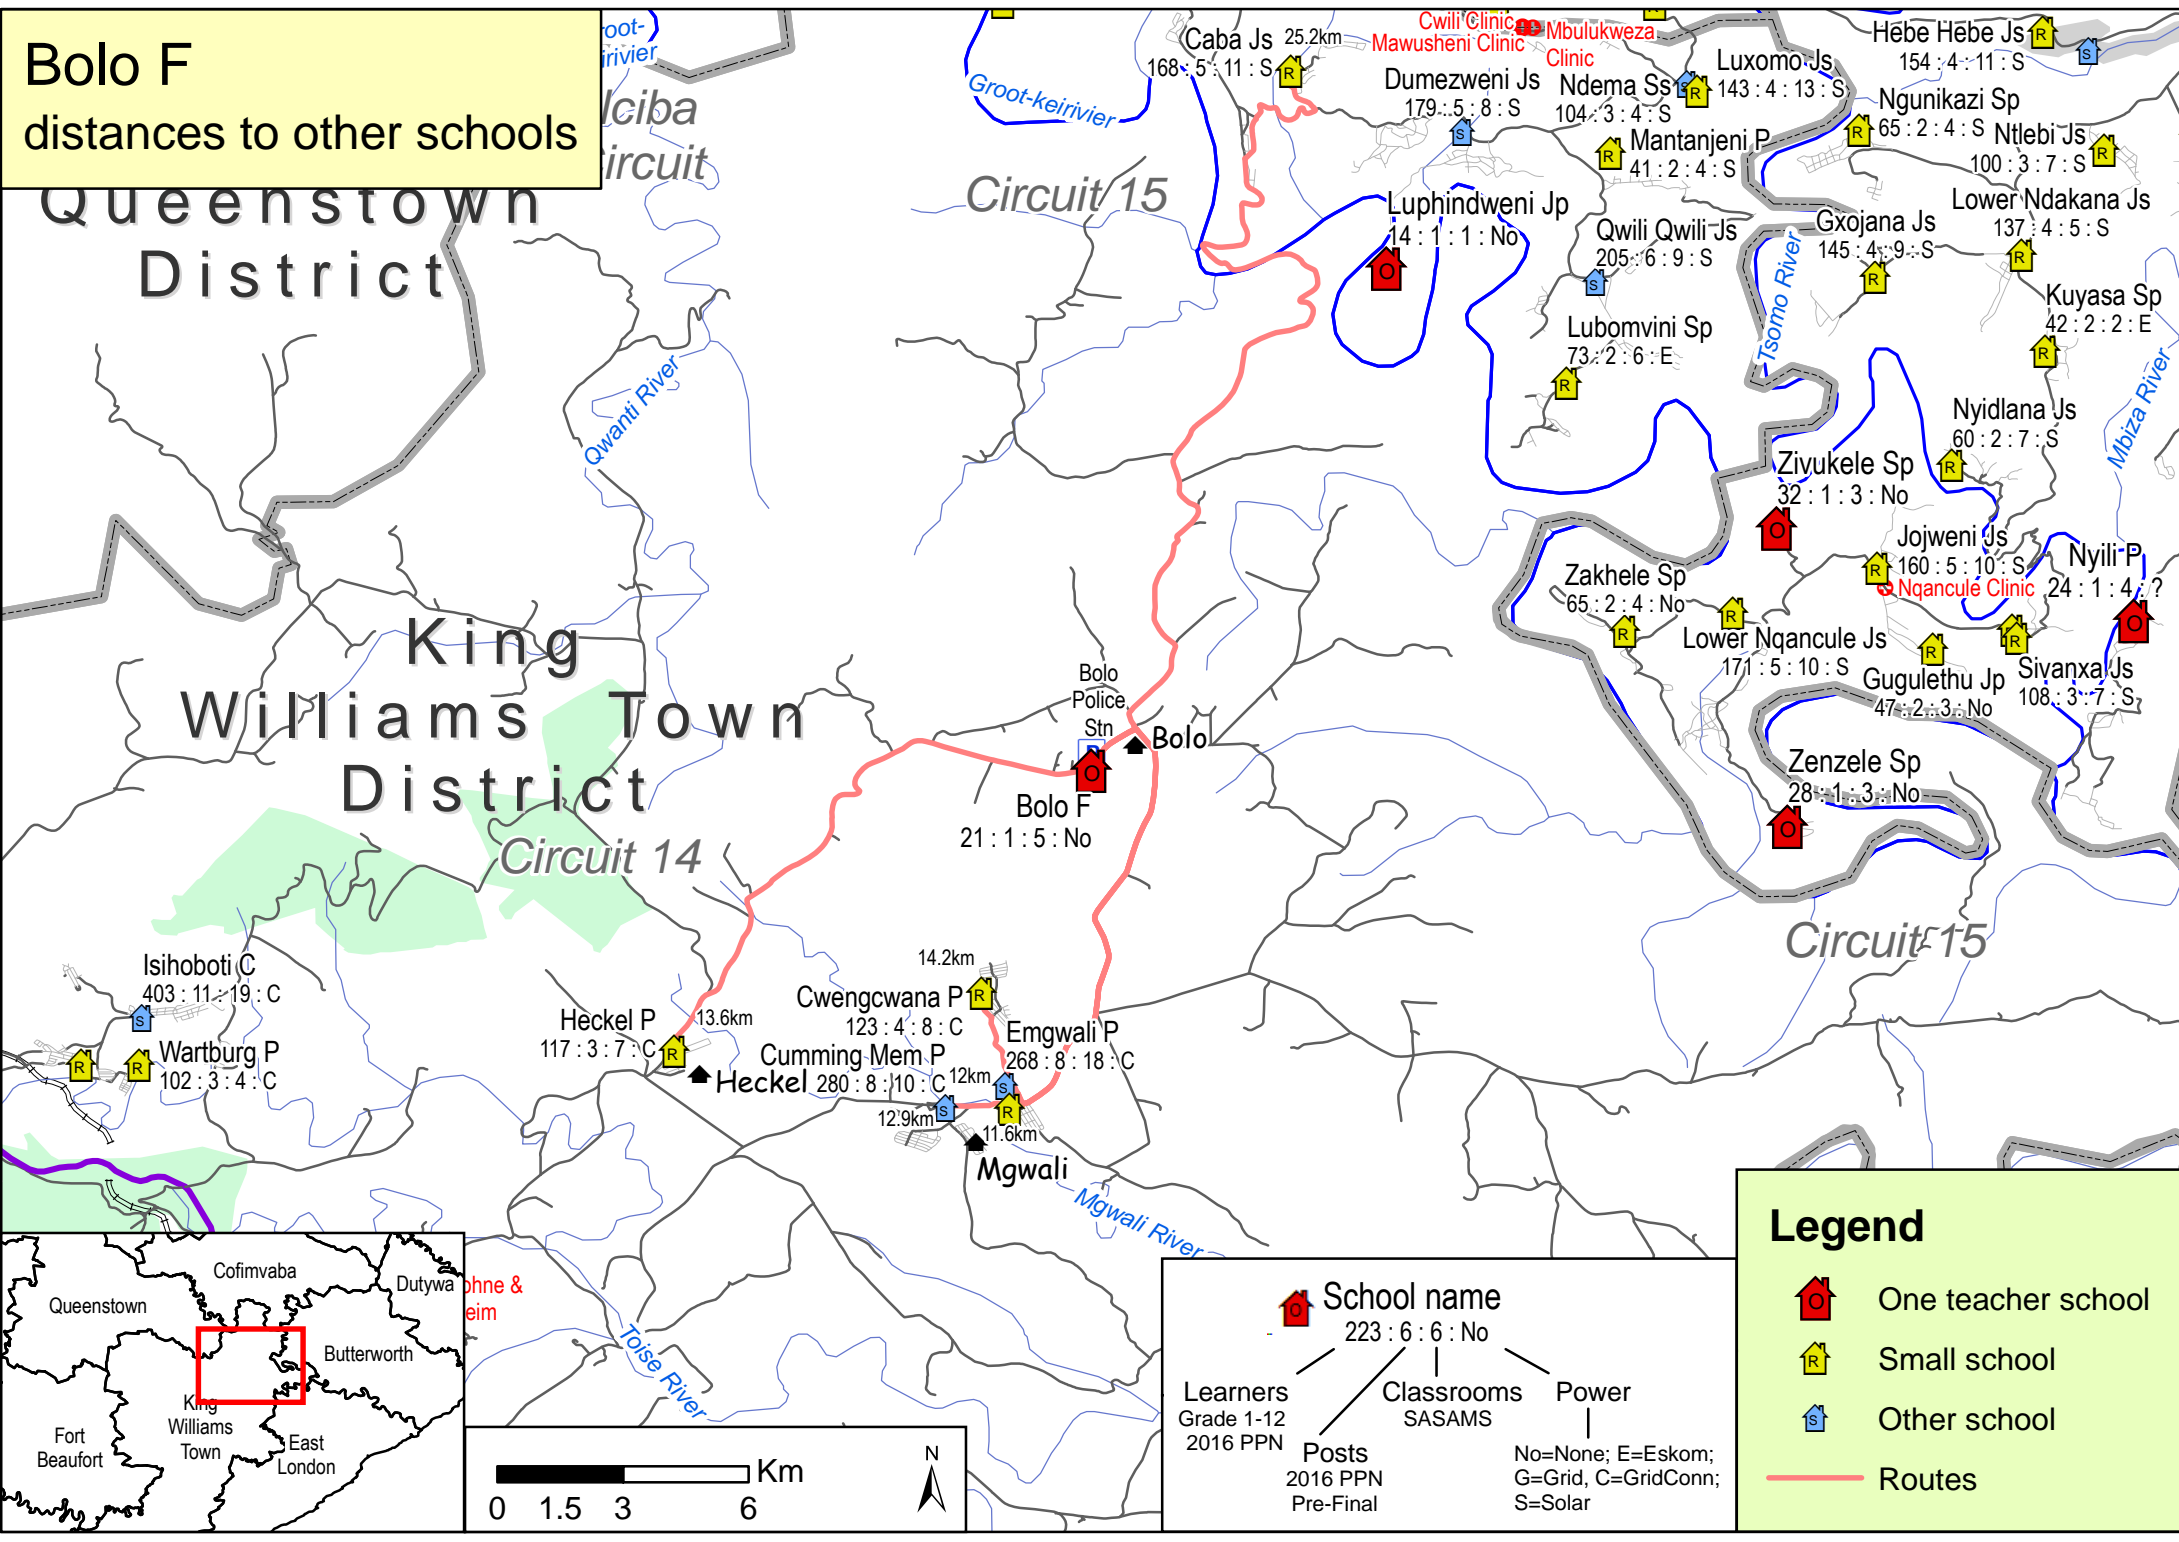 Bolo F
distances to other schools
Queenstown
District
Circuit 15
Groot-keirivier
Caba Js
168 : 5 : 11 : S
25.2km
Cwili Clinic
Mawusheni Clinic
Mbulukweza
Clinic
Dumezweni Js
179 : 5 : 8 : S
Ndema Ss
104 : 3 : 4 : S
Luxomo Js
143 : 4 : 13 : S
Hebe Hebe Js
154 : 4 : 11 : S
Ngunikazi Sp
65 : 2 : 4 : S
Ntlebi Js
100 : 3 : 7 : S
Mantanjeni P
41 : 2 : 4 : S
Luphindweni Jp
14 : 1 : 1 : No
Qwili Qwili Js
205 : 6 : 9 : S
Gxojana Js
145 : 4 : 9 : S
Lower Ndakana Js
137 : 4 : 5 : S
Kuyasa Sp
42 : 2 : 2 : E
Lubomvini Sp
73 : 2 : 6 : E
Tsomo River
Mbiza River
Qwanti River
Nyidlana Js
60 : 2 : 7 : S
Zivukele Sp
32 : 1 : 3 : No
Jojweni Js
160 : 5 : 10 : S
Nqancule Clinic
Nyili P
24 : 1 : 4 : ?
Zakhele Sp
65 : 2 : 4 : No
Lower Nqancule Js
171 : 5 : 10 : S
Gugulethu Jp
47 : 2 : 3 : No
Sivanxa Js
108 : 3 : 7 : S
Zenzele Sp
28 : 1 : 3 : No
King
Williams Town
District
Circuit 14
Bolo
Police
Stn
Bolo
Bolo F
21 : 1 : 5 : No
Circuit 15
Isihoboti C
403 : 11 : 19 : C
Wartburg P
102 : 3 : 4 : C
Heckel P
117 : 3 : 7 : C
13.6km
Heckel
14.2km
Cwengcwana P
123 : 4 : 8 : C
Emgwali P
268 : 8 : 18 : C
Cumming Mem P
280 : 8 : 10 : C
12km
12.9km
11.6km
Mgwali
Mgwali River
Toise River
Cofimvaba
Dutywa
Queenstown
Butterworth
King
Williams
Town
Fort
Beaufort
East
London
0 1.5 3 6 Km
N
School name
223 : 6 : 6 : No
Learners
Grade 1-12
2016 PPN
Posts
2016 PPN
Pre-Final
Classrooms
SASAMS
Power
No=None; E=Eskom;
G=Grid, C=GridConn;
S=Solar
Legend
O One teacher school
R Small school
S Other school
Routes